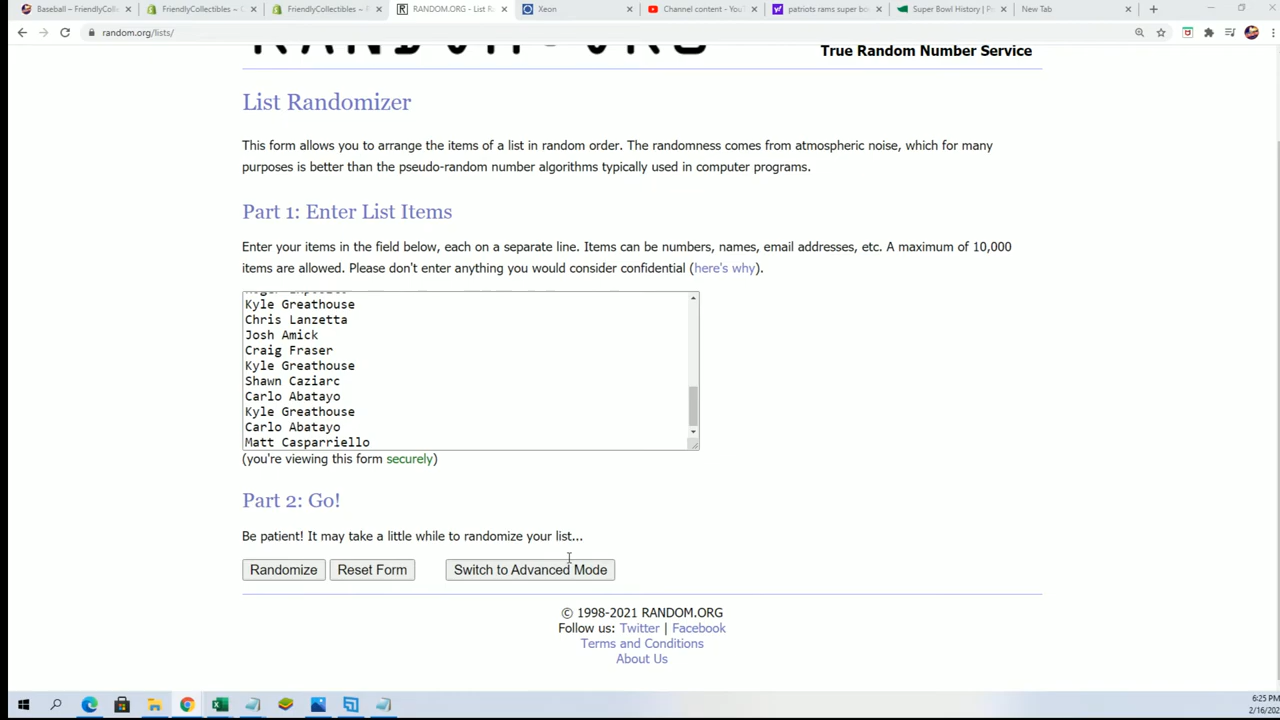 Baseball – FriendlyColle
FriendlyCollectibles – C
FriendlyCollectibles –
RANDOM.ORG - List R
Xeon
Channel content - You
patriots rams super bo
Super Bowl History | P
New Tab
random.org/lists/
RANDOM.ORG
True Random Number Service
List Randomizer
This form allows you to arrange the items of a list in random order. The randomness comes from atmospheric noise, which for many
purposes is better than the pseudo-random number algorithms typically used in computer programs.
Part 1: Enter List Items
Enter your items in the field below, each on a separate line. Items can be numbers, names, email addresses, etc. A maximum of 10,000
items are allowed. Please don't enter anything you would consider confidential (here's why).
Kyle Greathouse
Chris Lanzetta
Josh Amick
Craig Fraser
Kyle Greathouse
Shawn Caziarc
Carlo Abatayo
Kyle Greathouse
Carlo Abatayo
Matt Casparriello
(you're viewing this form securely)
Part 2: Go!
Be patient! It may take a little while to randomize your list...
Randomize Reset Form Switch to Advanced Mode
© 1998-2021 RANDOM.ORG
Follow us: Twitter | Facebook
Terms and Conditions
About Us
6:25 PM
2/16/202